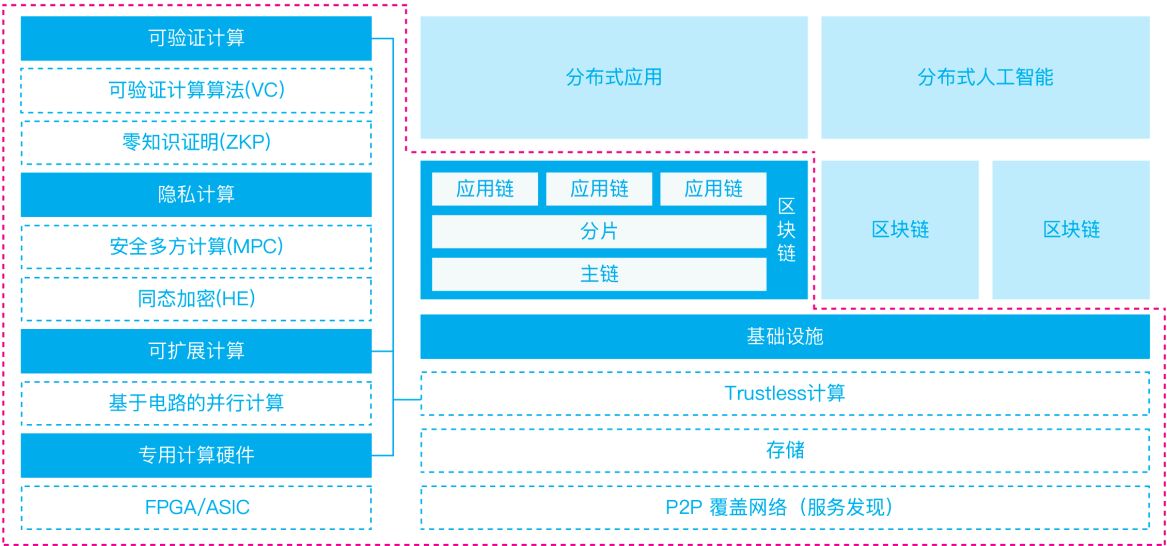 可验证计算
可验证计算算法(VC)
零知识证明(ZKP)
隐私计算
安全多方计算(MPC)
同态加密(HE)
可扩展计算
基于电路的并行计算
专用计算硬件
FPGA/ASIC
分布式应用
分布式人工智能
应用链
应用链
应用链
分片
主链
区块链
区块链
区块链
基础设施
Trustless计算
存储
P2P 覆盖网络（服务发现）